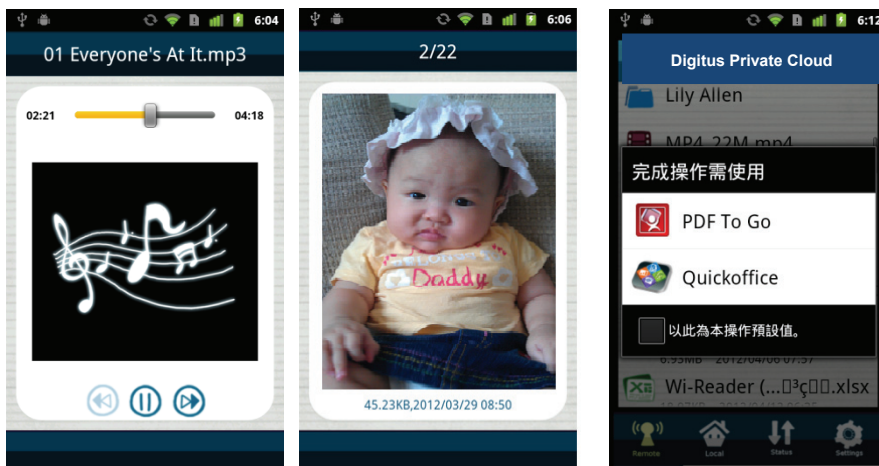 6:04
01 Everyone's At It.mp3
02:21
04:18
6:06
2/22
Daddy
45.23KB,2012/03/29 08:50
6:12
Digitus Private Cloud
Lily Allen
MP4_22M.mp4
完成操作需使用
PDF To Go
Quickoffice
以此為本操作預設值。
6.93MB 2012/04/06 07:57
Wi-Reader (...
.xlsx
Remote
Local
Status
Settings